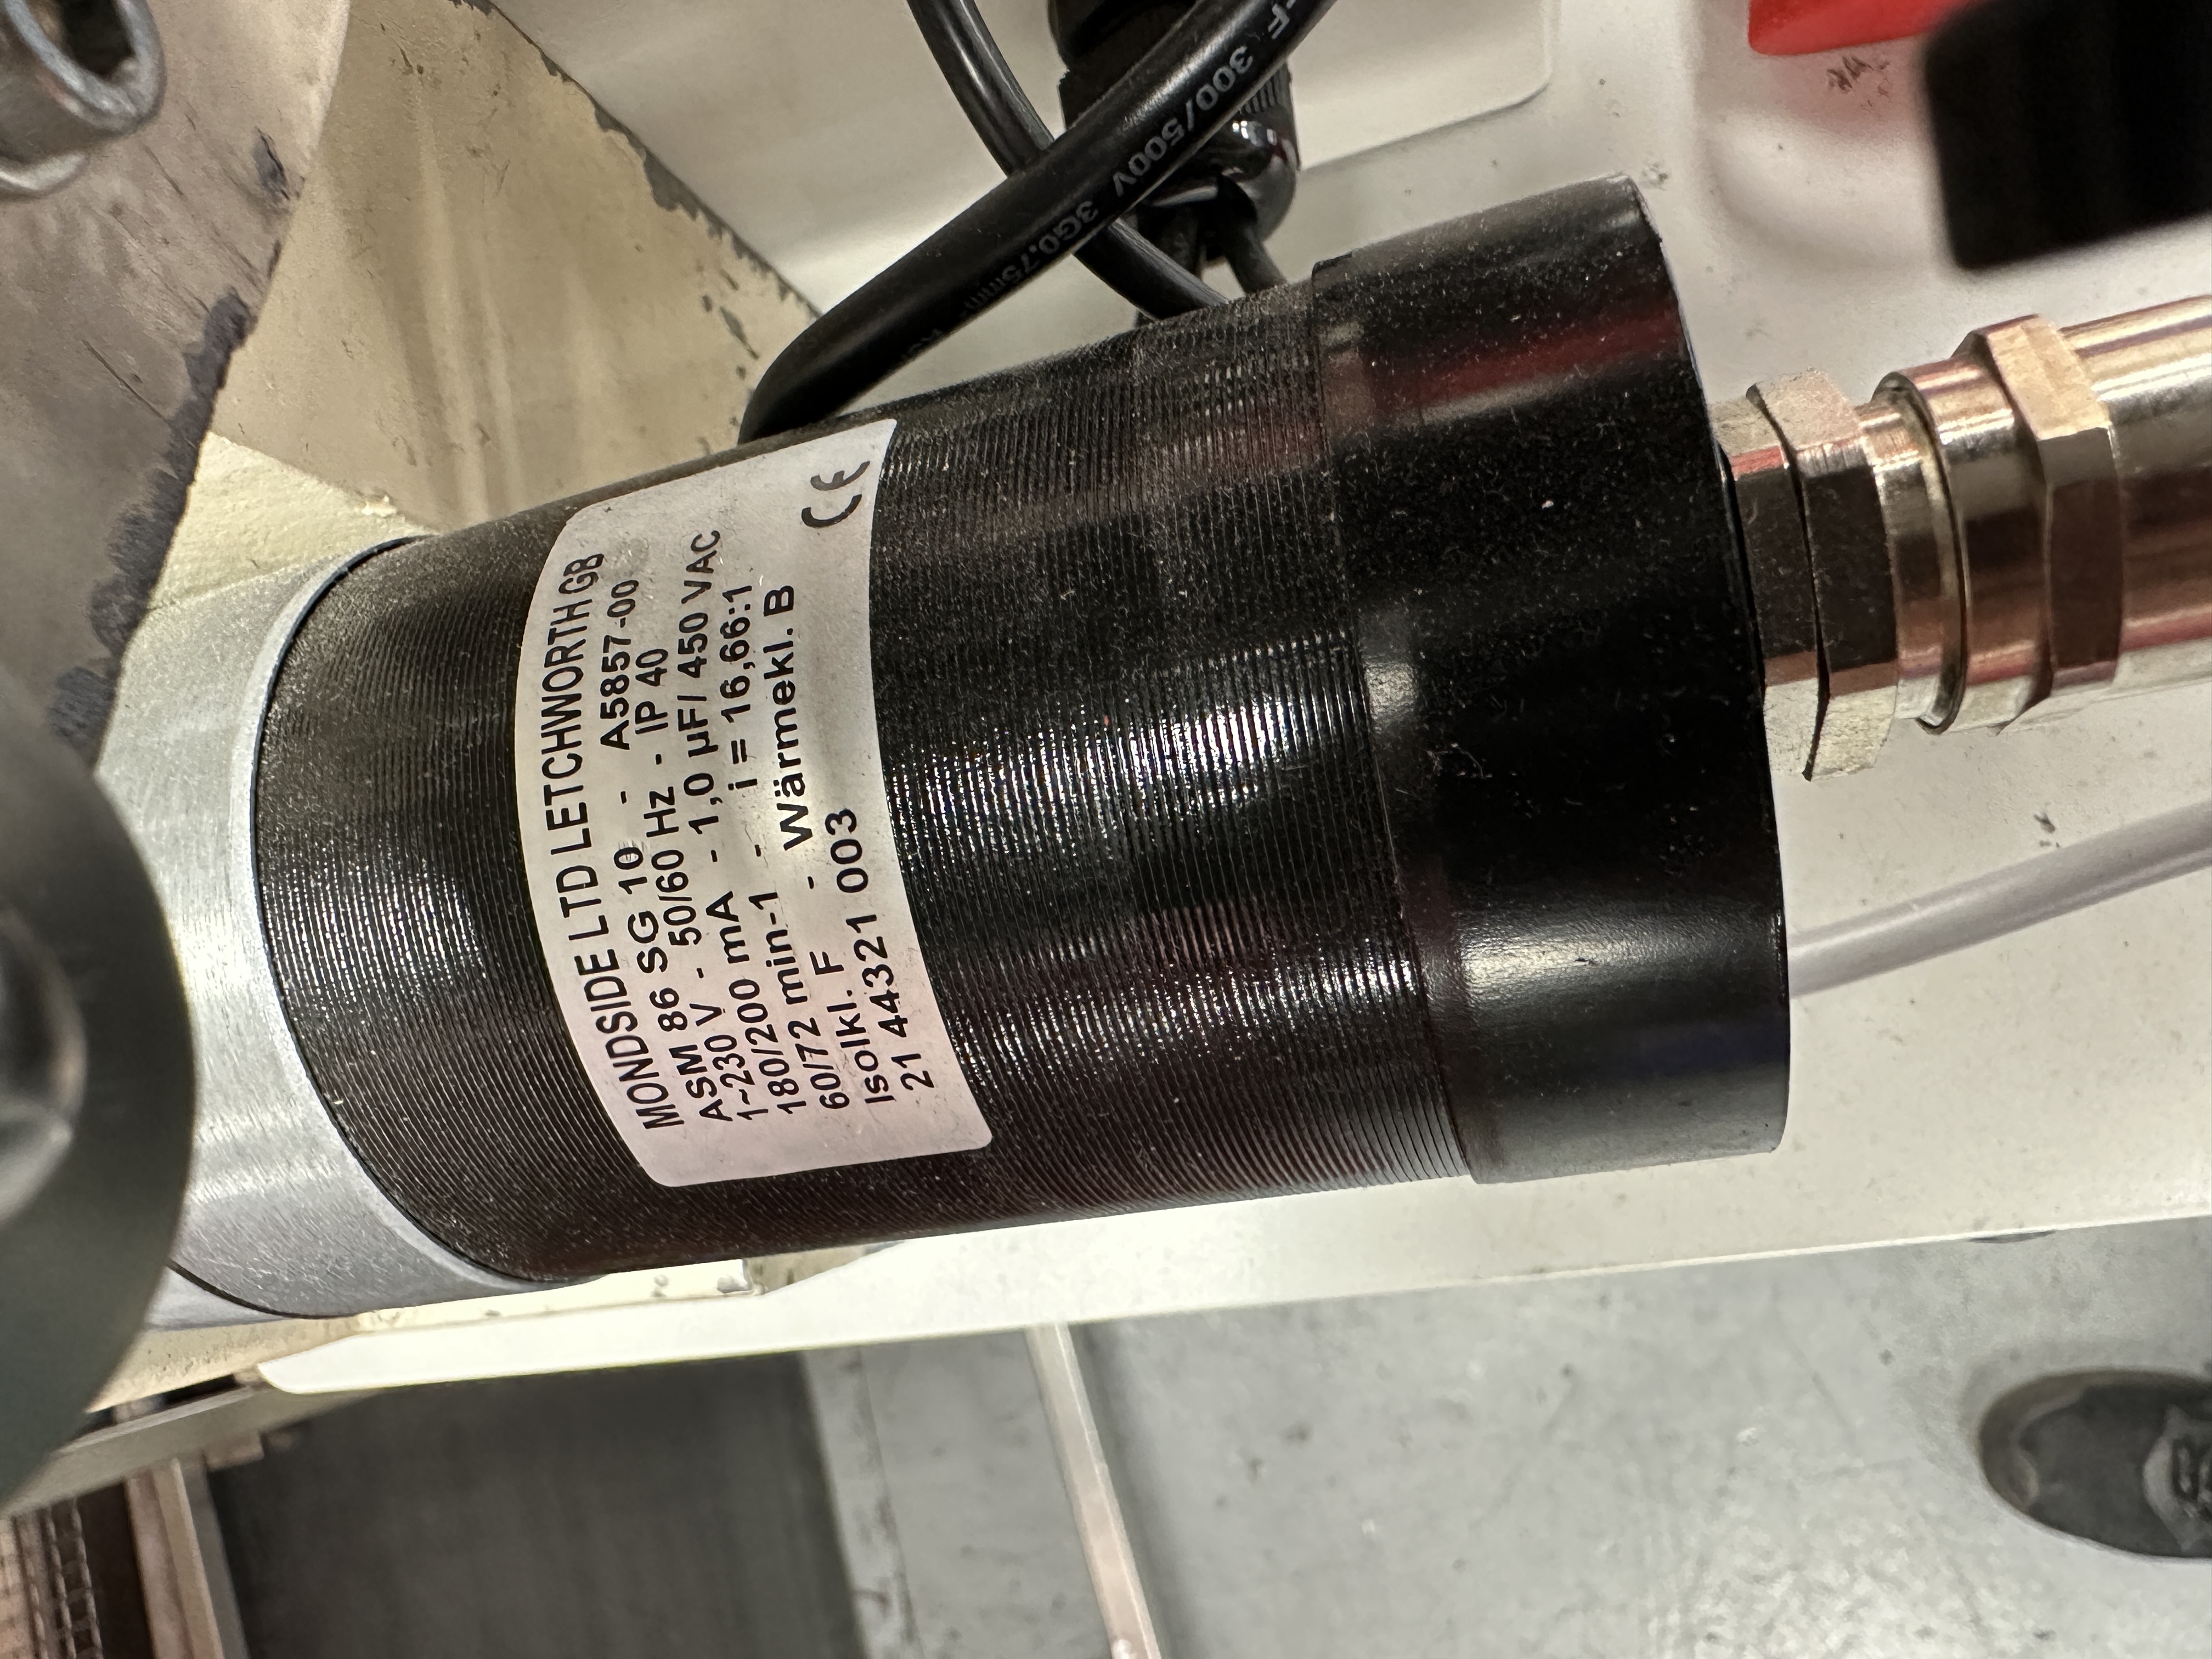 MONDSIDE LTD LETCHWORTH GB
ASM 86 SG 10 - A5857-00
1~230 V - 50/60 Hz - IP 40
180/200 mA - 1,0 µF/ 450 VAC
60/72 min-1 - i = 16,66:1
Isolkl. F - Wärmekl. B
21 44321 003
CE
300/500V 3G0,75mm²